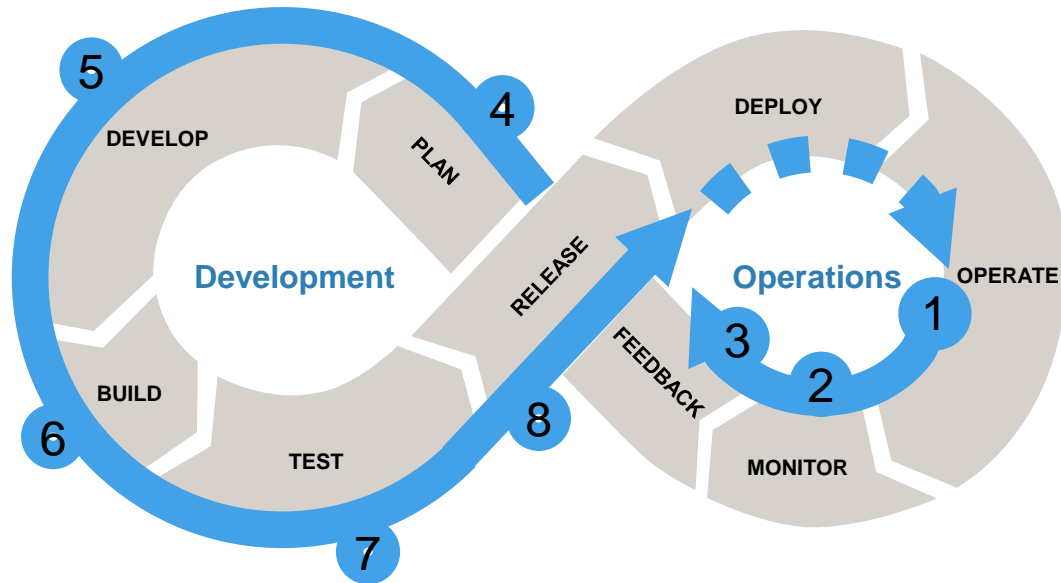 5
4
DEPLOY
DEVELOP
PLAN
Development
RELEASE
Operations
OPERATE
1
3
FEEDBACK
2
BUILD
8
6
TEST
MONITOR
7